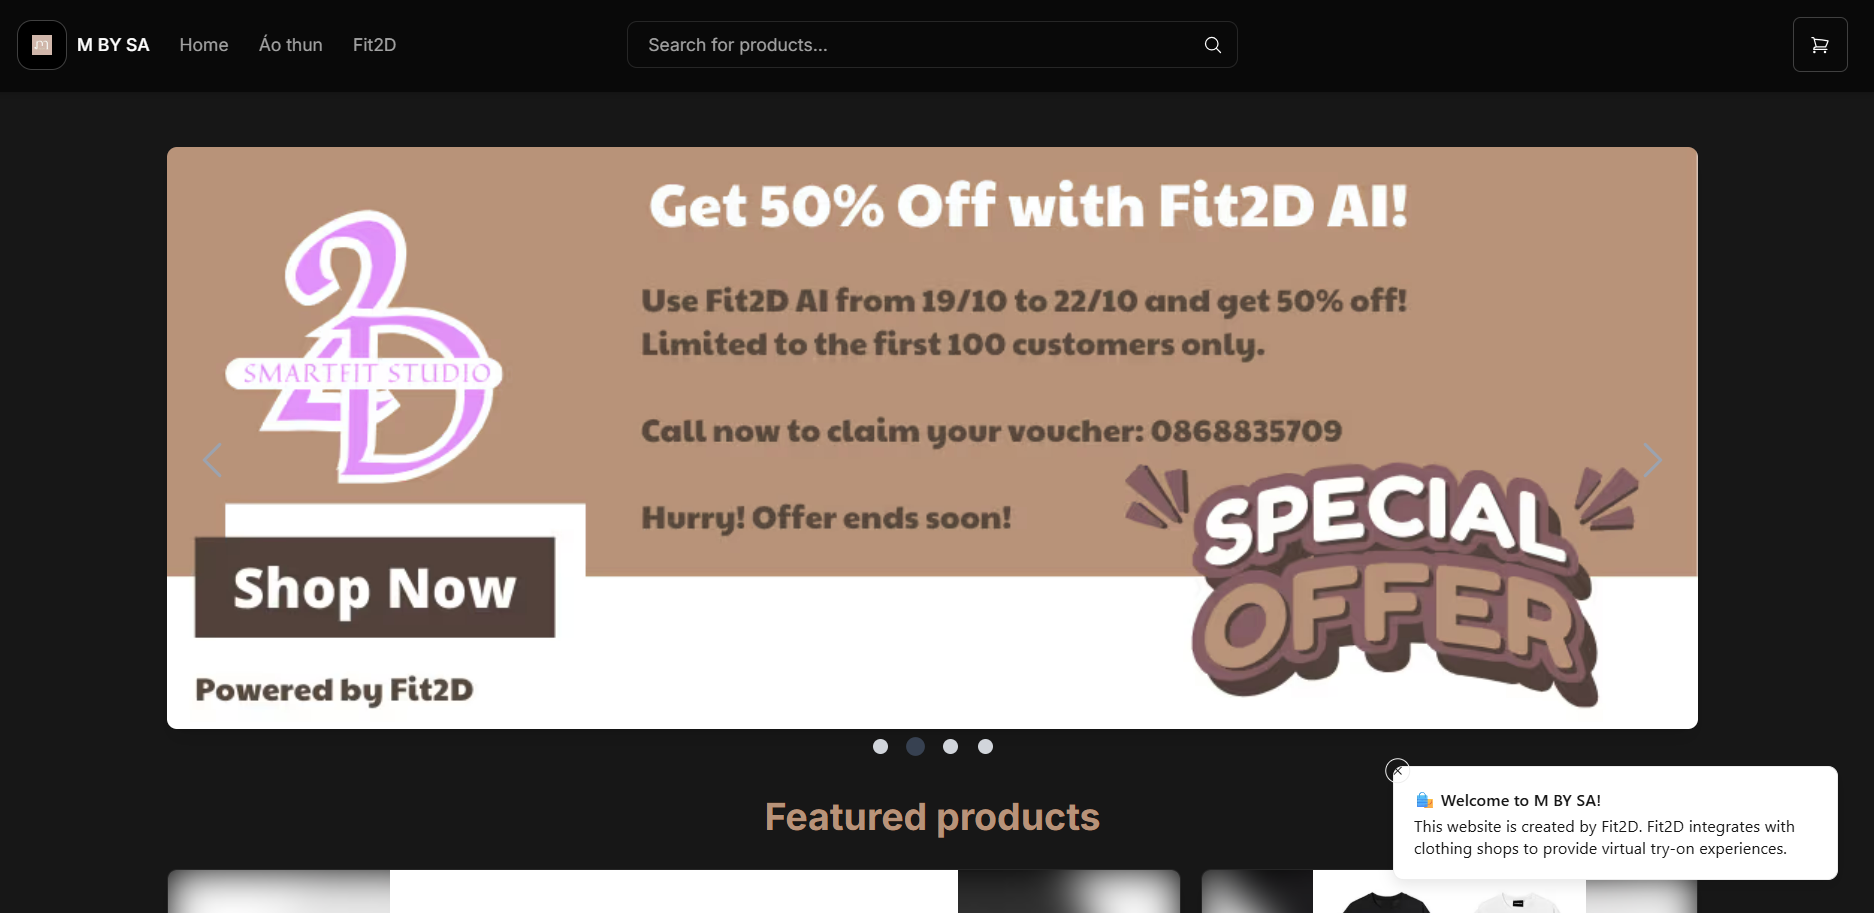 M BY SA
Home
Áo thun
Fit2D
Search for products...
Get 50% Off with Fit2D AI!
Use Fit2D AI from 19/10 to 22/10 and get 50% off!
Limited to the first 100 customers only.
Call now to claim your voucher: 0868835709
Hurry! Offer ends soon!
2D
SMARTFIT STUDIO
Shop Now
Powered by Fit2D
SPECIAL
OFFER
Featured products
Welcome to M BY SA!
This website is created by Fit2D. Fit2D integrates with
clothing shops to provide virtual try-on experiences.